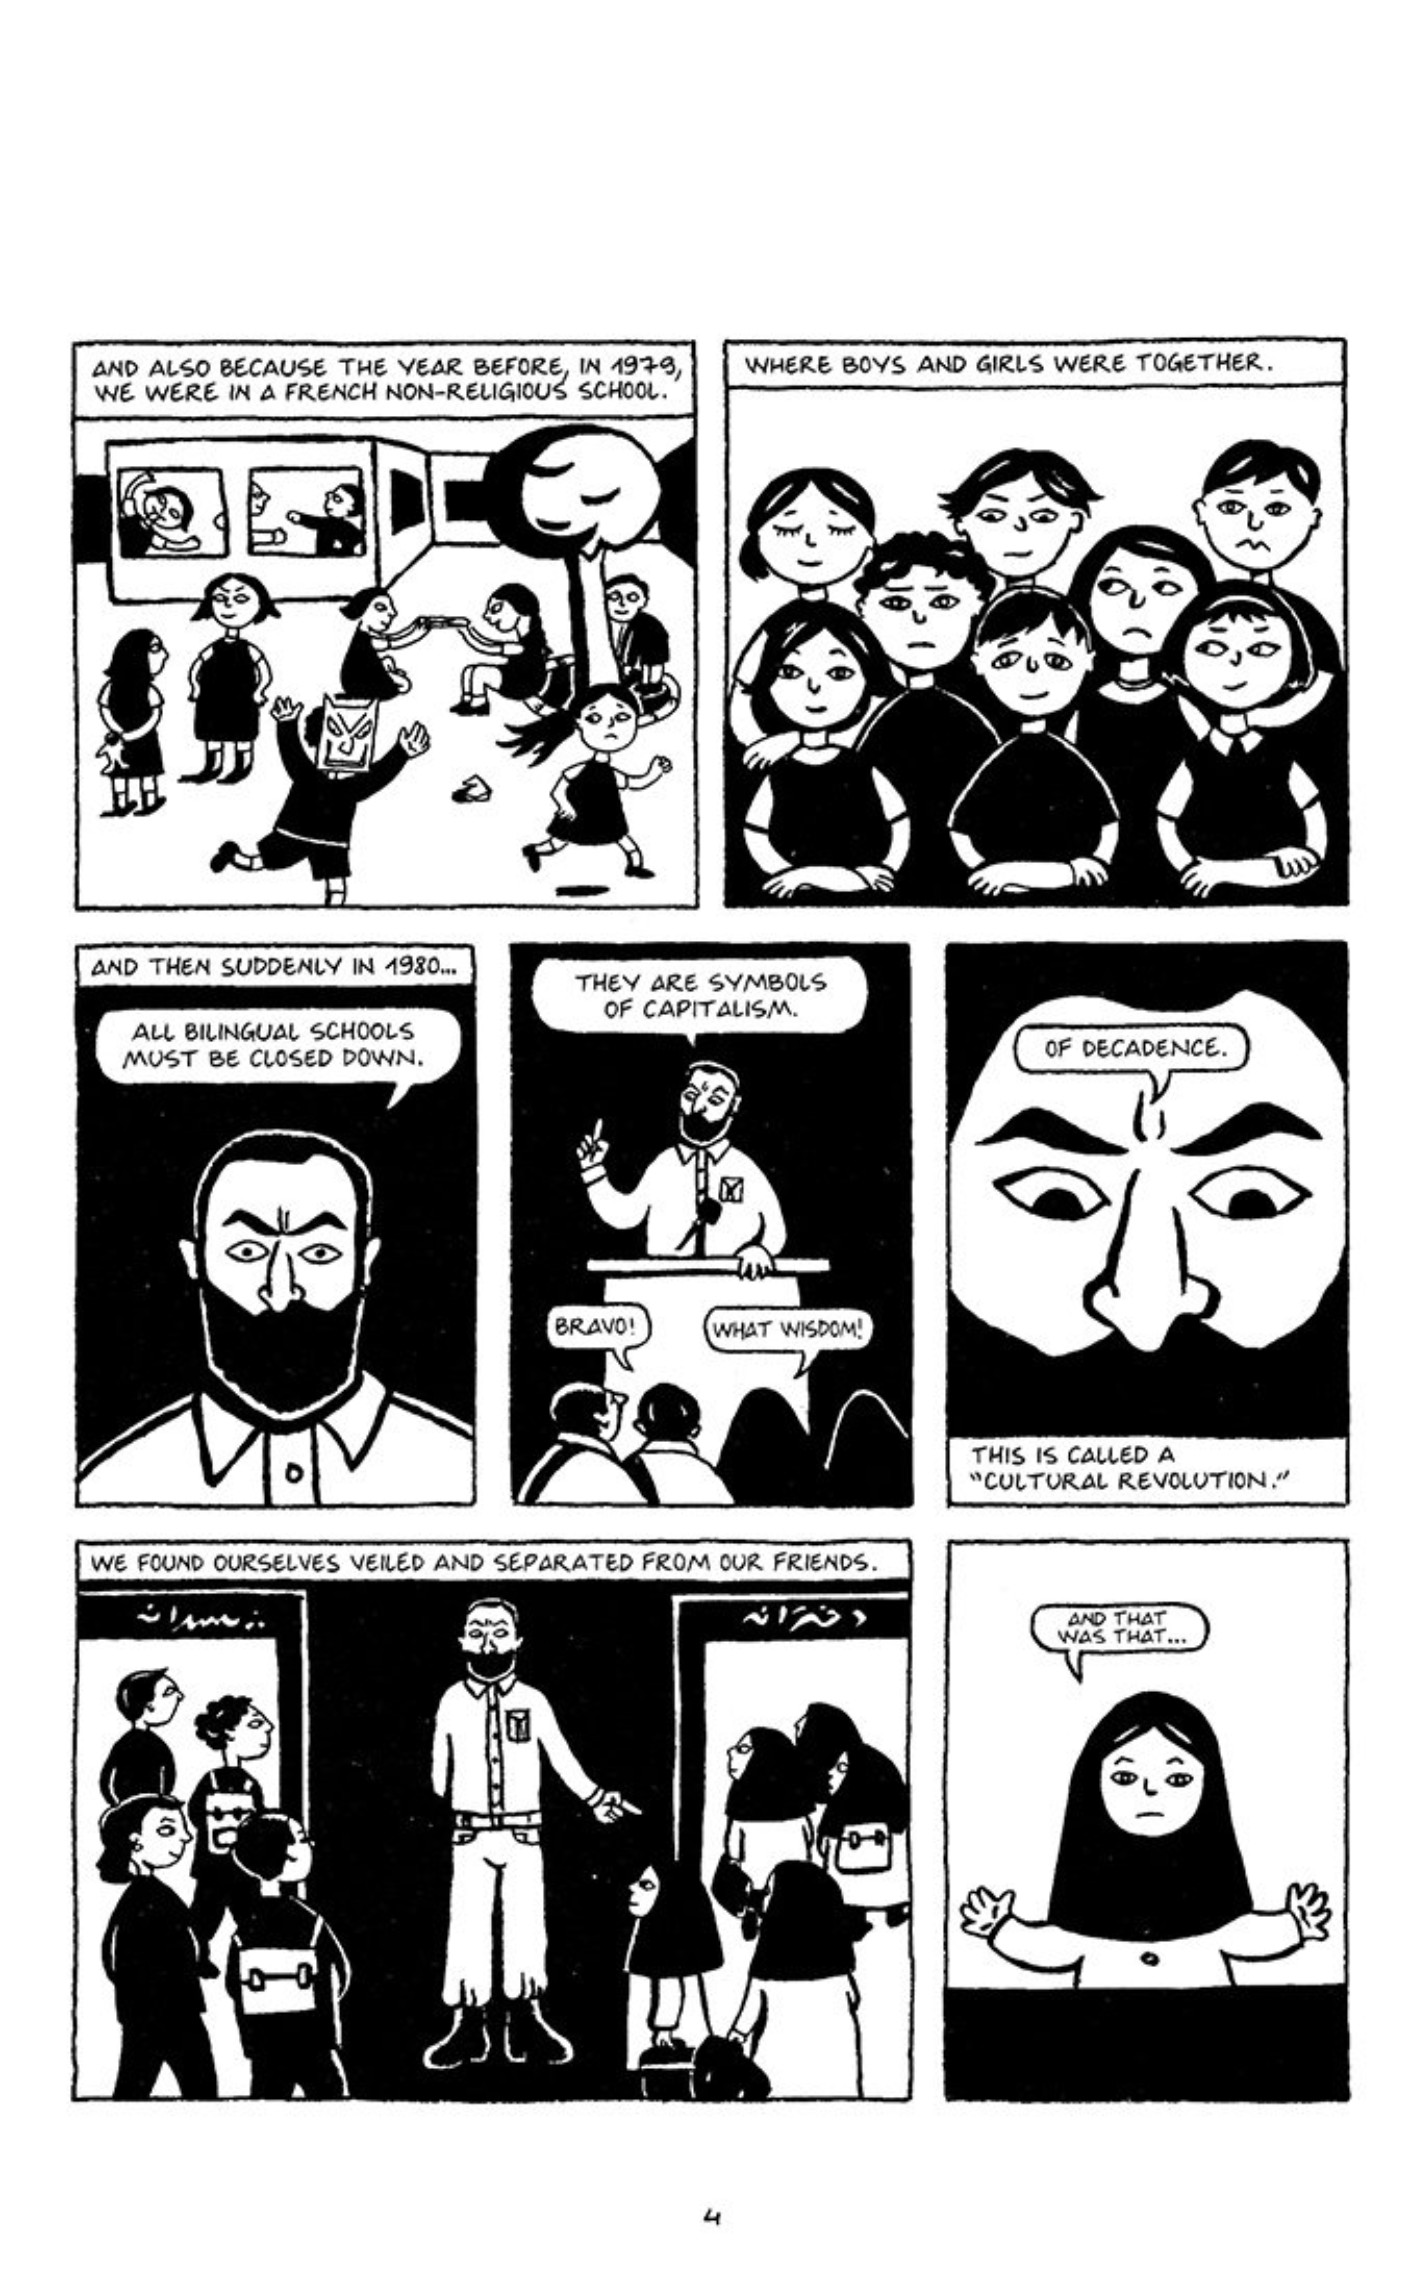 AND ALSO BECAUSE THE YEAR BEFORE, IN 1979,
WE WERE IN A FRENCH NON-RELIGIOUS SCHOOL.
WHERE BOYS AND GIRLS WERE TOGETHER.
AND THEN SUDDENLY IN 1980...
ALL BILINGUAL SCHOOLS
MUST BE CLOSED DOWN.
THEY ARE SYMBOLS
OF CAPITALISM.
BRAVO!
WHAT WISDOM!
OF DECADENCE.
THIS IS CALLED A
"CULTURAL REVOLUTION."
WE FOUND OURSELVES VEILED AND SEPARATED FROM OUR FRIENDS.
پسرانه
دخترانه
AND THAT
WAS THAT...
4